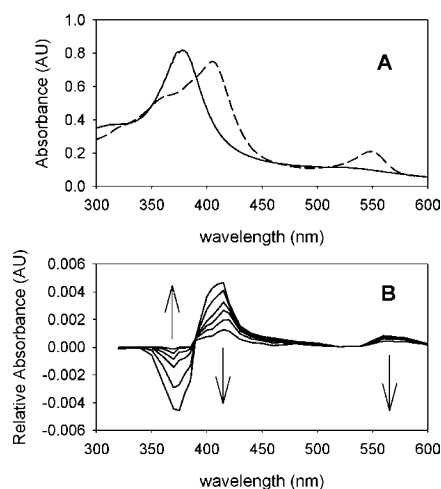 1.0
0.8
0.6
0.4
0.2
0.0
Absorbance (AU)
A
300 350 400 450 500 550 600
wavelength (nm)
0.006
0.004
0.002
0.000
-0.002
-0.004
-0.006
Relative Absorbance (AU)
B
300 350 400 450 500 550 600
wavelength (nm)